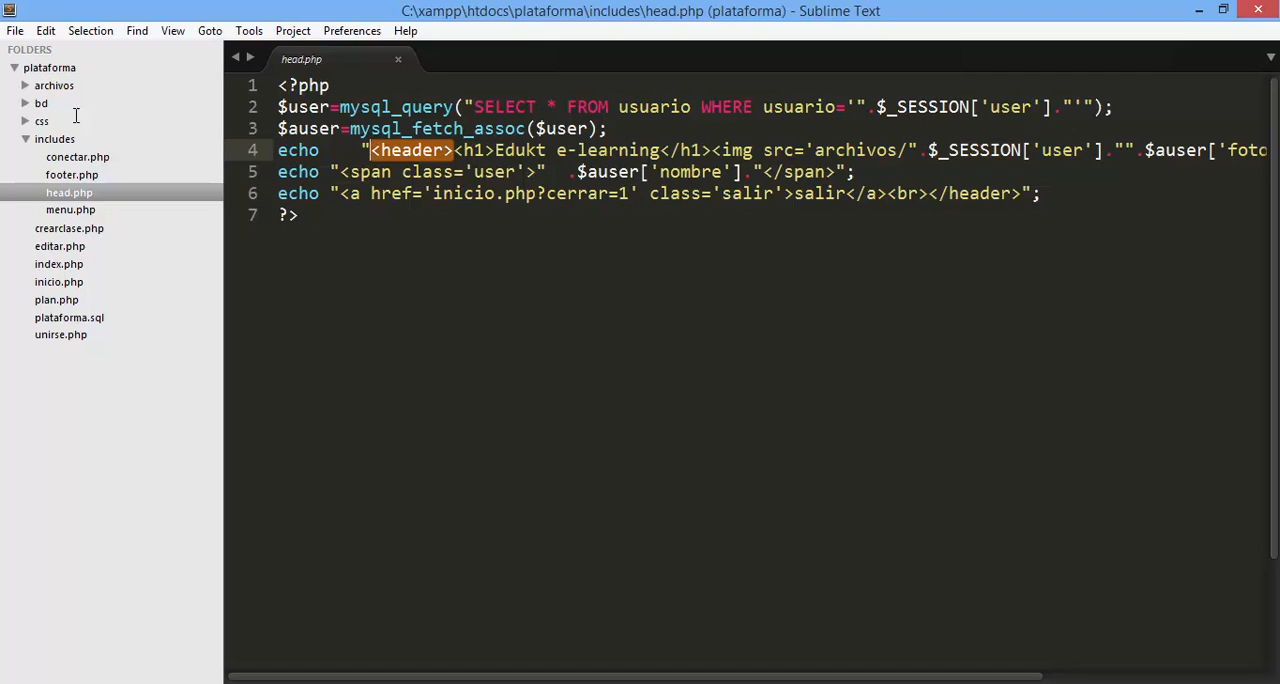 C:\xampp\htdocs\plataforma\includes\head.php (plataforma) - Sublime Text
File Edit Selection Find View Goto Tools Project Preferences Help
FOLDERS
plataforma
archivos
bd
css
includes
conectar.php
footer.php
head.php
menu.php
crearclase.php
editar.php
index.php
inicio.php
plan.php
plataforma.sql
unirse.php
head.php
1 <?php
2 $user=mysql_query("SELECT * FROM usuario WHERE usuario='".$_SESSION['user']."'");
3 $auser=mysql_fetch_assoc($user);
4 echo    "<header><h1>Edukt e-learning</h1><img src='archivos/".$_SESSION['user']."".$auser['foto
5 echo "<span class='user'>"  .$auser['nombre']."</span>";
6 echo "<a href='inicio.php?cerrar=1' class='salir'>salir</a><br></header>";
7 ?>